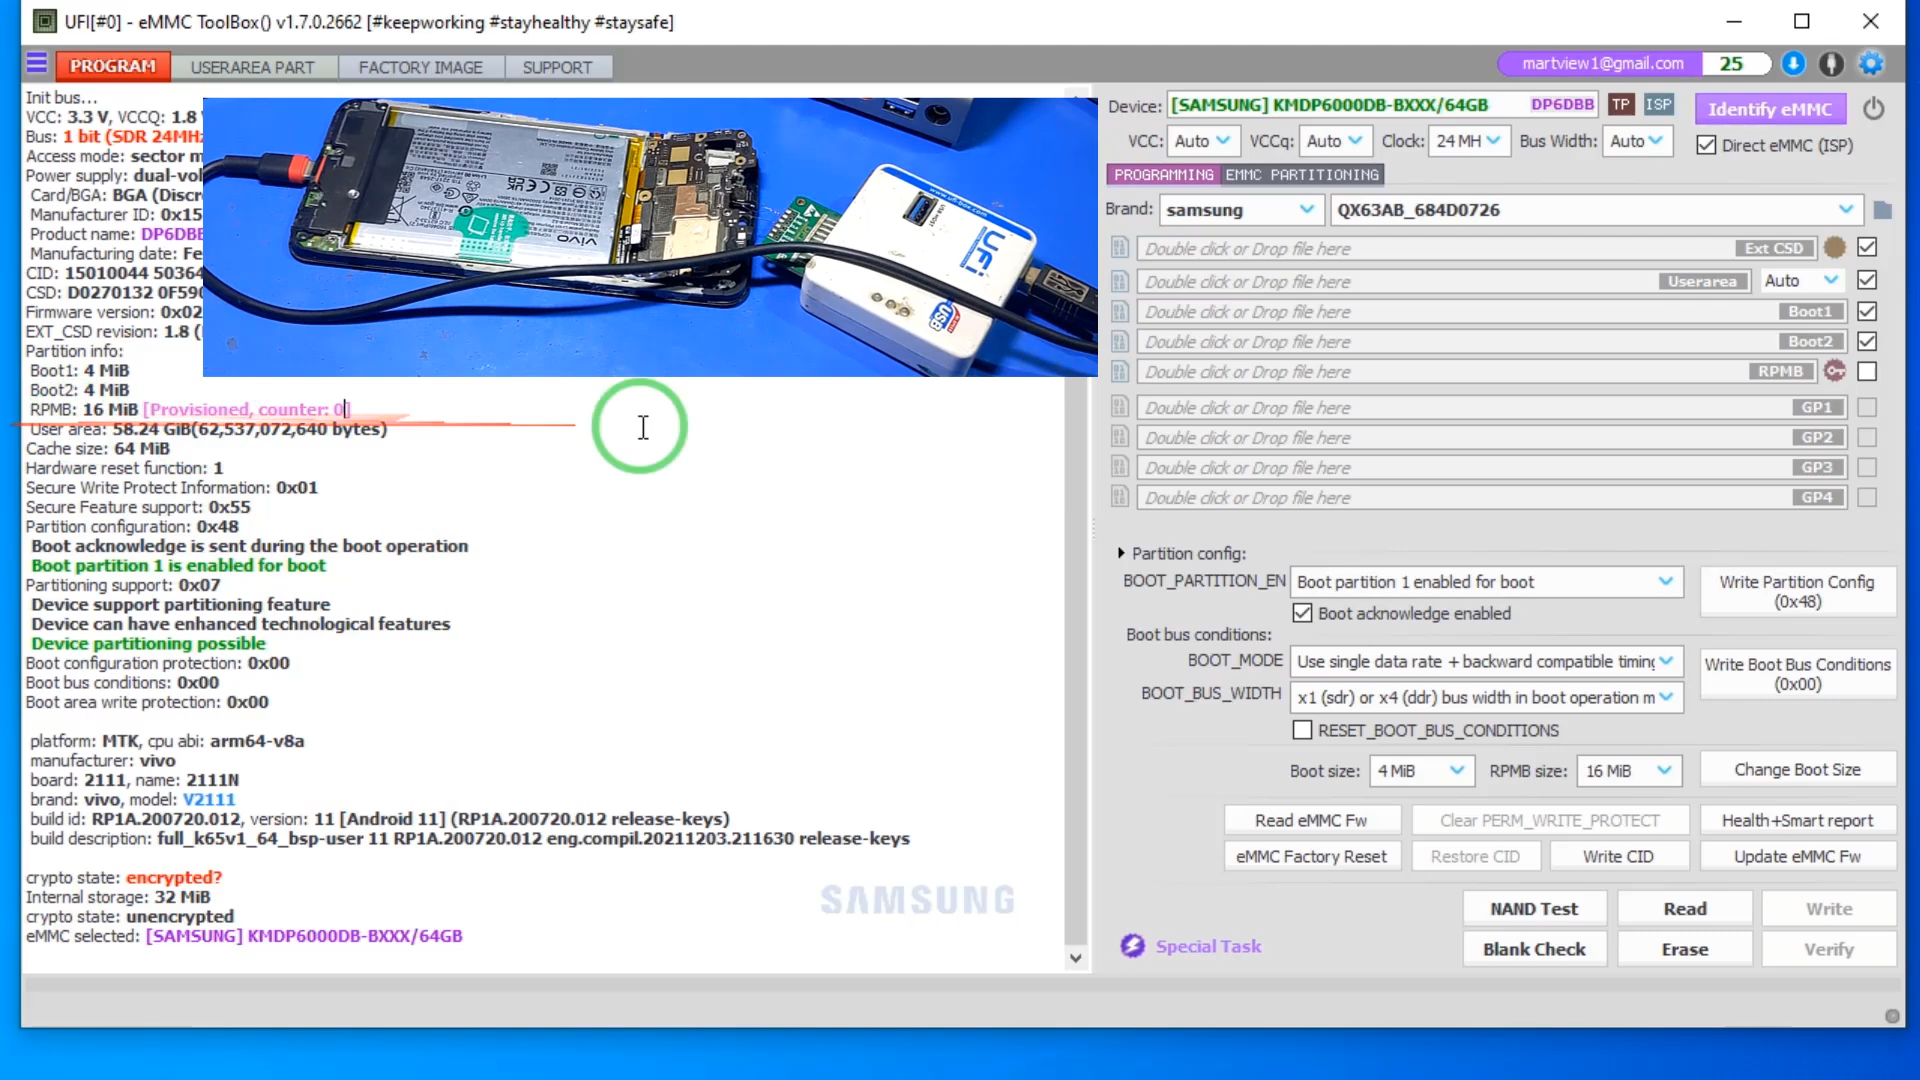 UFI[#0] - eMMC ToolBox() v1.7.0.2662 [#keepworking #stayhealthy #staysafe]
PROGRAM
USERAREA PART
FACTORY IMAGE
SUPPORT
martview1@gmail.com
25
Init bus...
VCC: 3.3 V, VCCQ: 1.8
Bus: 1 bit (SDR 24MHz
Access mode: sector m
Power supply: dual-vol
Card/BGA: BGA (Disc
Manufacturer ID: 0x15
Product name: DP6DBB
Manufacturing date: Fe
CID: 15010044 50364
CSD: D0270132 0F590
Firmware version: 0x02
EXT_CSD revision: 1.8 (
Partition info:
Boot1: 4 MiB
Boot2: 4 MiB
RPMB: 16 MiB [Provisioned, counter: 0]
User area: 58.24 GiB(62,537,072,640 bytes)
Cache size: 64 MiB
Hardware reset function: 1
Secure Write Protect Information: 0x01
Secure Feature support: 0x55
Partition configuration: 0x48
Boot acknowledge is sent during the boot operation
Boot partition 1 is enabled for boot
Partitioning support: 0x07
Device support partitioning feature
Device can have enhanced technological features
Device partitioning possible
Boot configuration protection: 0x00
Boot bus conditions: 0x00
Boot area write protection: 0x00
platform: MTK, cpu abi: arm64-v8a
manufacturer: vivo
board: 2111, name: 2111N
brand: vivo, model: V2111
build id: RP1A.200720.012, version: 11 [Android 11] (RP1A.200720.012 release-keys)
build description: full_k65v1_64_bsp-user 11 RP1A.200720.012 eng.compil.20211203.211630 release-keys
crypto state: encrypted?
Internal storage: 32 MiB
crypto state: unencrypted
eMMC selected: [SAMSUNG] KMDP6000DB-BXXX/64GB
SAMSUNG
vivo
www.ufi-box.com
UFi
USB
Device: [SAMSUNG] KMDP6000DB-BXXX/64GB DP6DBB TP ISP Identify eMMC
VCC: Auto VCCq: Auto Clock: 24 MH Bus Width: Auto Direct eMMC (ISP)
PROGRAMMING EMMC PARTITIONING
Brand: samsung QX63AB_684D0726
Double click or Drop file here Ext CSD
Double click or Drop file here Userarea Auto
Double click or Drop file here Boot1
Double click or Drop file here Boot2
Double click or Drop file here RPMB
Double click or Drop file here GP1
Double click or Drop file here GP2
Double click or Drop file here GP3
Double click or Drop file here GP4
Partition config:
BOOT_PARTITION_EN Boot partition 1 enabled for boot
Write Partition Config
(0x48)
Boot acknowledge enabled
Boot bus conditions:
BOOT_MODE Use single data rate + backward compatible timing
Write Boot Bus Conditions
(0x00)
BOOT_BUS_WIDTH x1 (sdr) or x4 (ddr) bus width in boot operation m
RESET_BOOT_BUS_CONDITIONS
Boot size: 4 MiB RPMB size: 16 MiB Change Boot Size
Read eMMC Fw Clear PERM_WRITE_PROTECT Health+Smart report
eMMC Factory Reset Restore CID Write CID Update eMMC Fw
NAND Test Read Write
Special Task
Blank Check Erase Verify